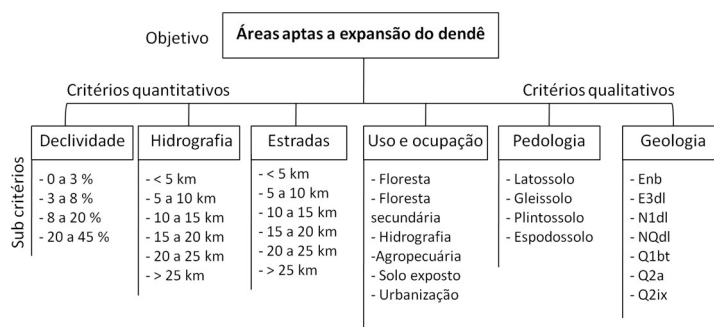 Objetivo
Áreas aptas a expansão do dendê
Critérios quantitativos
Critérios qualitativos
Sub critérios
Declividade
- 0 a 3 %
- 3 a 8 %
- 8 a 20 %
- 20 a 45 %
Hidrografia
- < 5 km
- 5 a 10 km
- 10 a 15 km
- 15 a 20 km
- 20 a 25 km
- > 25 km
Estradas
- < 5 km
- 5 a 10 km
- 10 a 15 km
- 15 a 20 km
- 20 a 25 km
- > 25 km
Uso e ocupação
- Floresta
- Floresta
secundária
- Hidrografia
-Agropecuária
- Solo exposto
- Urbanização
Pedologia
- Latossolo
- Gleissolo
- Plintossolo
- Espodossolo
Geologia
- Enb
- E3dl
- N1dl
- NQdl
- Q1bt
- Q2a
- Q2ix